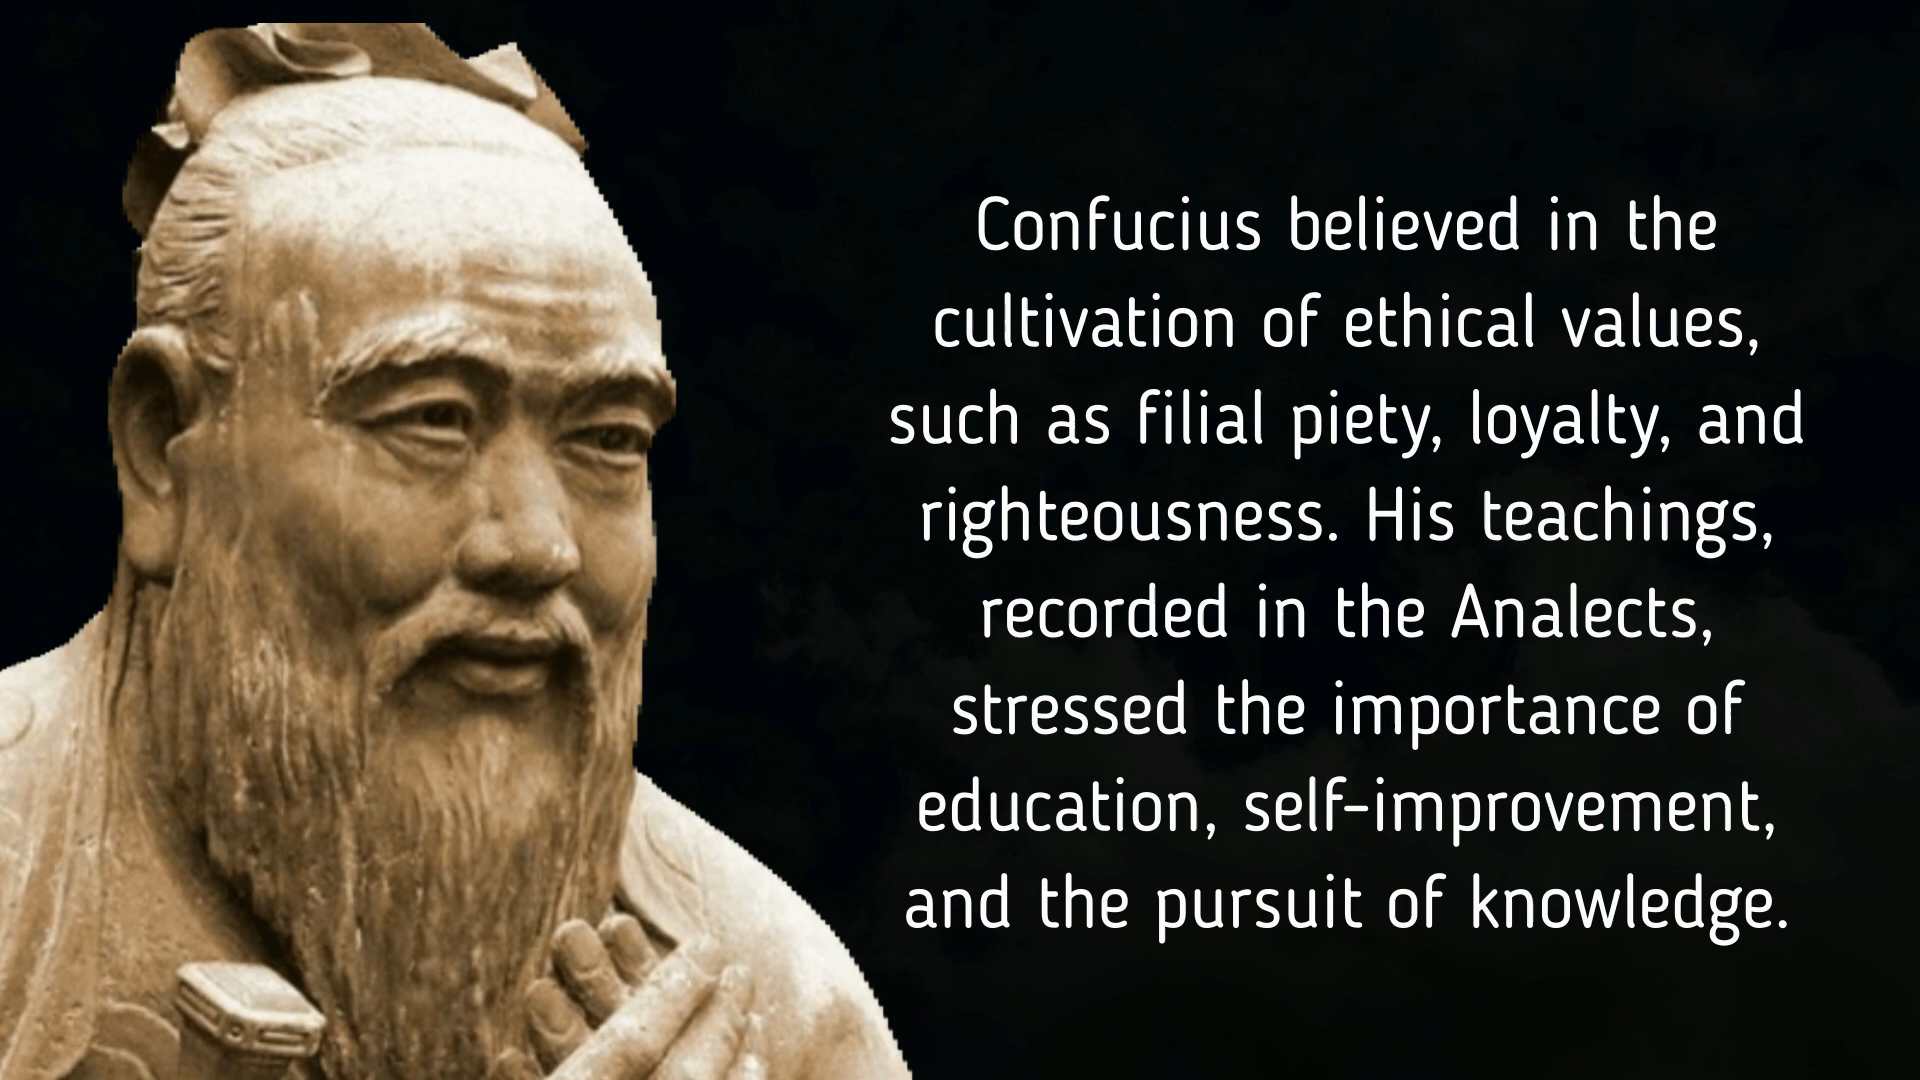 Confucius believed in the
cultivation of ethical values,
such as filial piety, loyalty, and
righteousness. His teachings,
recorded in the Analects,
stressed the importance of
education, self-improvement,
and the pursuit of knowledge.